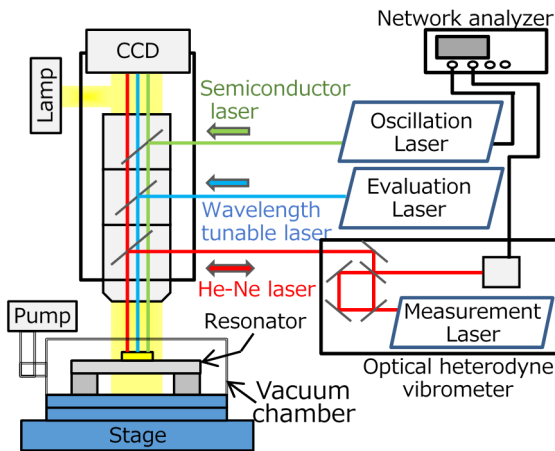 Network analyzer
CCD
Lamp
Semiconductor
laser
Oscillation
Laser
Evaluation
Laser
Wavelength
tunable laser
He-Ne laser
Measurement
Laser
Pump
Resonator
Optical heterodyne
vibrometer
Vacuum
chamber
Stage